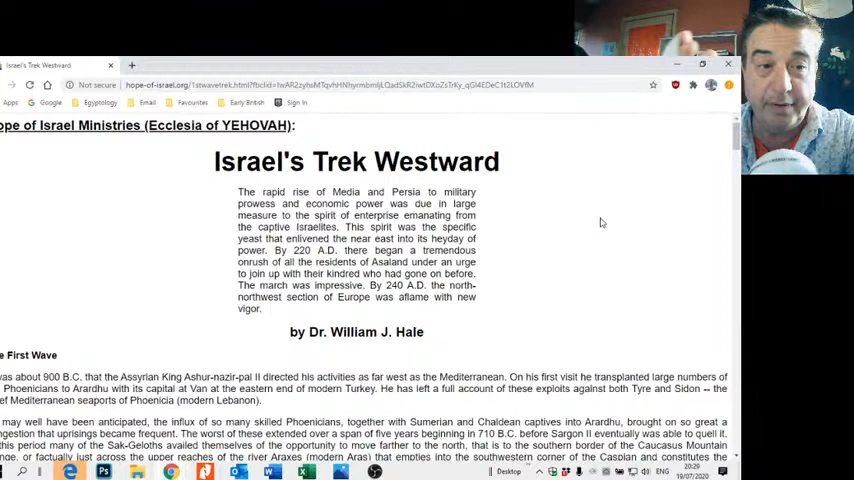 Israel's Trek Westward
Not secure hope-of-israel.org/1stwavetrek.html?fbclid=
Apps Google Egyptology Email Favourites Early British Sign In
ope of Israel Ministries (Ecclesia of YEHOVAH):
Israel's Trek Westward
The rapid rise of Media and Persia to military
prowess and economic power was due in large
measure to the spirit of enterprise emanating from
the captive Israelites. This spirit was the specific
yeast that enlivened the near east into its heyday of
power. By 220 A.D. there began a tremendous
onrush of all the residents of Asaland under an urge
to join up with their kindred who had gone on before.
The march was impressive. By 240 A.D. the north-
northwest section of Europe was aflame with new
vigor.
by Dr. William J. Hale
e First Wave
was about 900 B.C. that the Assyrian King Ashur-nazir-pal II directed his activities as far west as the Mediterranean. On his first visit he transplanted large numbers of
Phoenicians to Arardhu with its capital at Van at the eastern end of modern Turkey. He has left a full account of these exploits against both Tyre and Sidon -- the
ef Mediterranean seaports of Phoenicia (modern Lebanon).
may well have been anticipated, the influx of so many skilled Phoenicians, together with Sumerian and Chaldean captives into Arardhu, brought on so great a
ngestion that uprisings became frequent. The worst of these extended over a span of five years beginning in 710 B.C. before Sargon II eventually was able to quell it.
this period many of the Sak-Geloths availed themselves of the opportunity to move farther to the north, that is to the southern border of the Caucasus Mountain
nge, or factually just across the upper reaches of the river Araxes (modern Aras) that empties into the southwestern corner of the Caspian and constitutes the
Desktop
20:29
19/07/2020